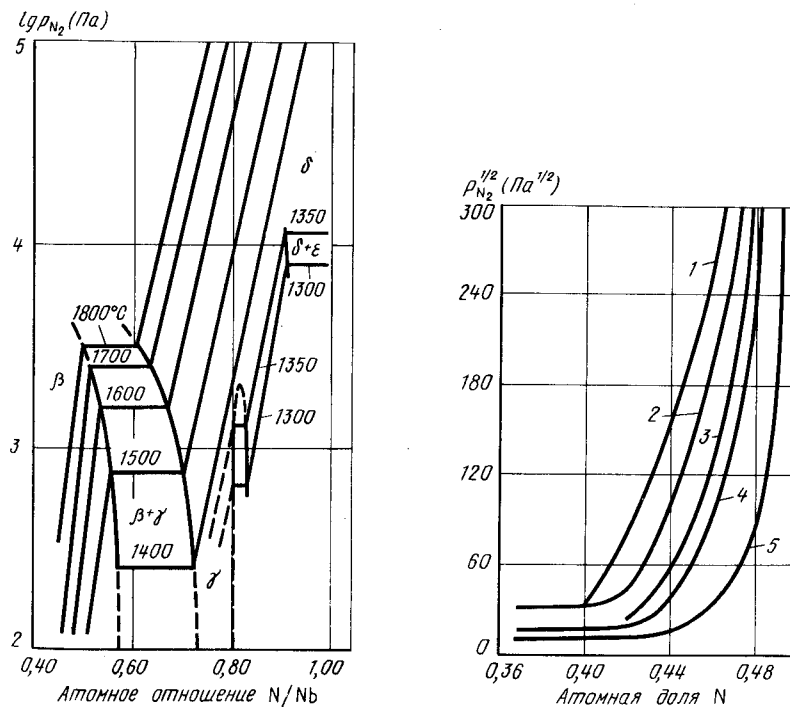 lg p_N₂ (Па)
5
4
3
2
δ
1350
δ+ε
1300
1800°C
1700
β
1600
1350
1300
1500
β+γ
1400
γ
0,40 0,60 0,80 1,00
Атомное отношение N/Nb
p_N₂^1/2 (Па^1/2)
300
240
180
120
60
0
1
2
3
4
5
0,36 0,40 0,44 0,48
Атомная доля N